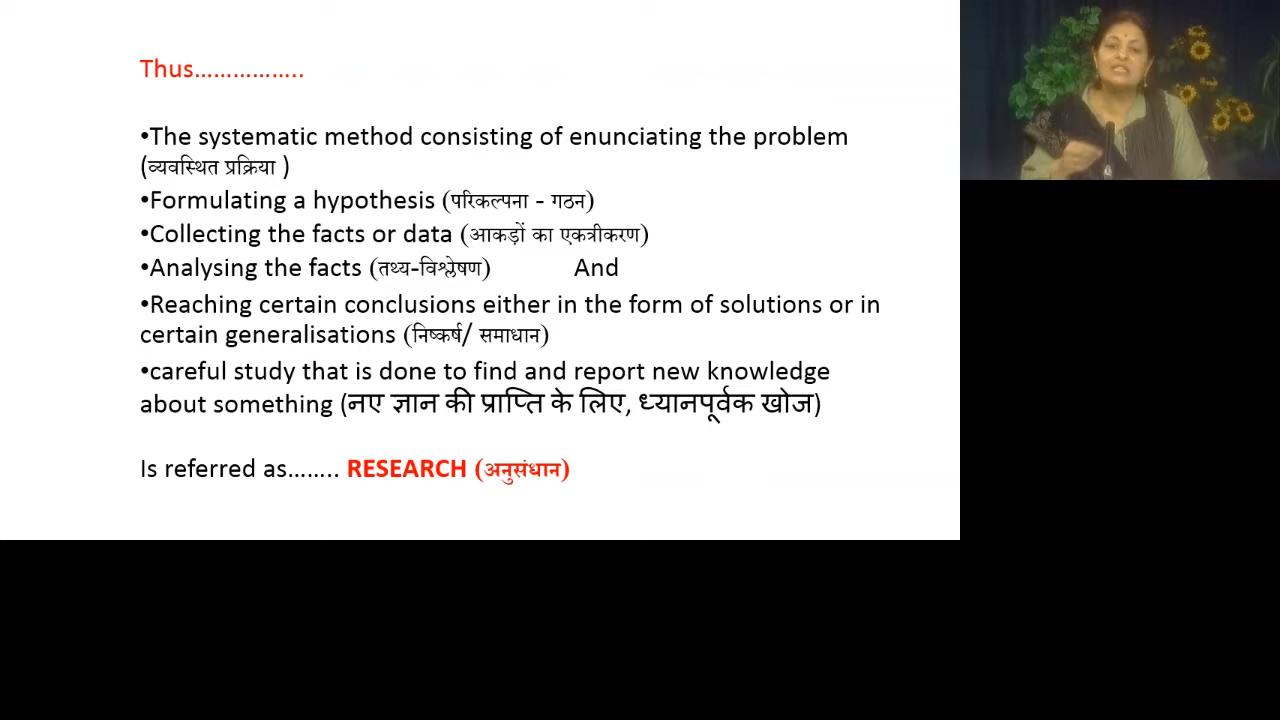 Thus……………..
•The systematic method consisting of enunciating the problem
(व्यवस्थित प्रक्रिया )
•Formulating a hypothesis (परिकल्पना - गठन)
•Collecting the facts or data (आकड़ों का एकत्रीकरण)
•Analysing the facts (तथ्य-विश्लेषण) And
•Reaching certain conclusions either in the form of solutions or in
certain generalisations (निष्कर्ष/ समाधान)
•careful study that is done to find and report new knowledge
about something (नए ज्ञान की प्राप्ति के लिए, ध्यानपूर्वक खोज)
Is referred as…….. RESEARCH (अनुसंधान)